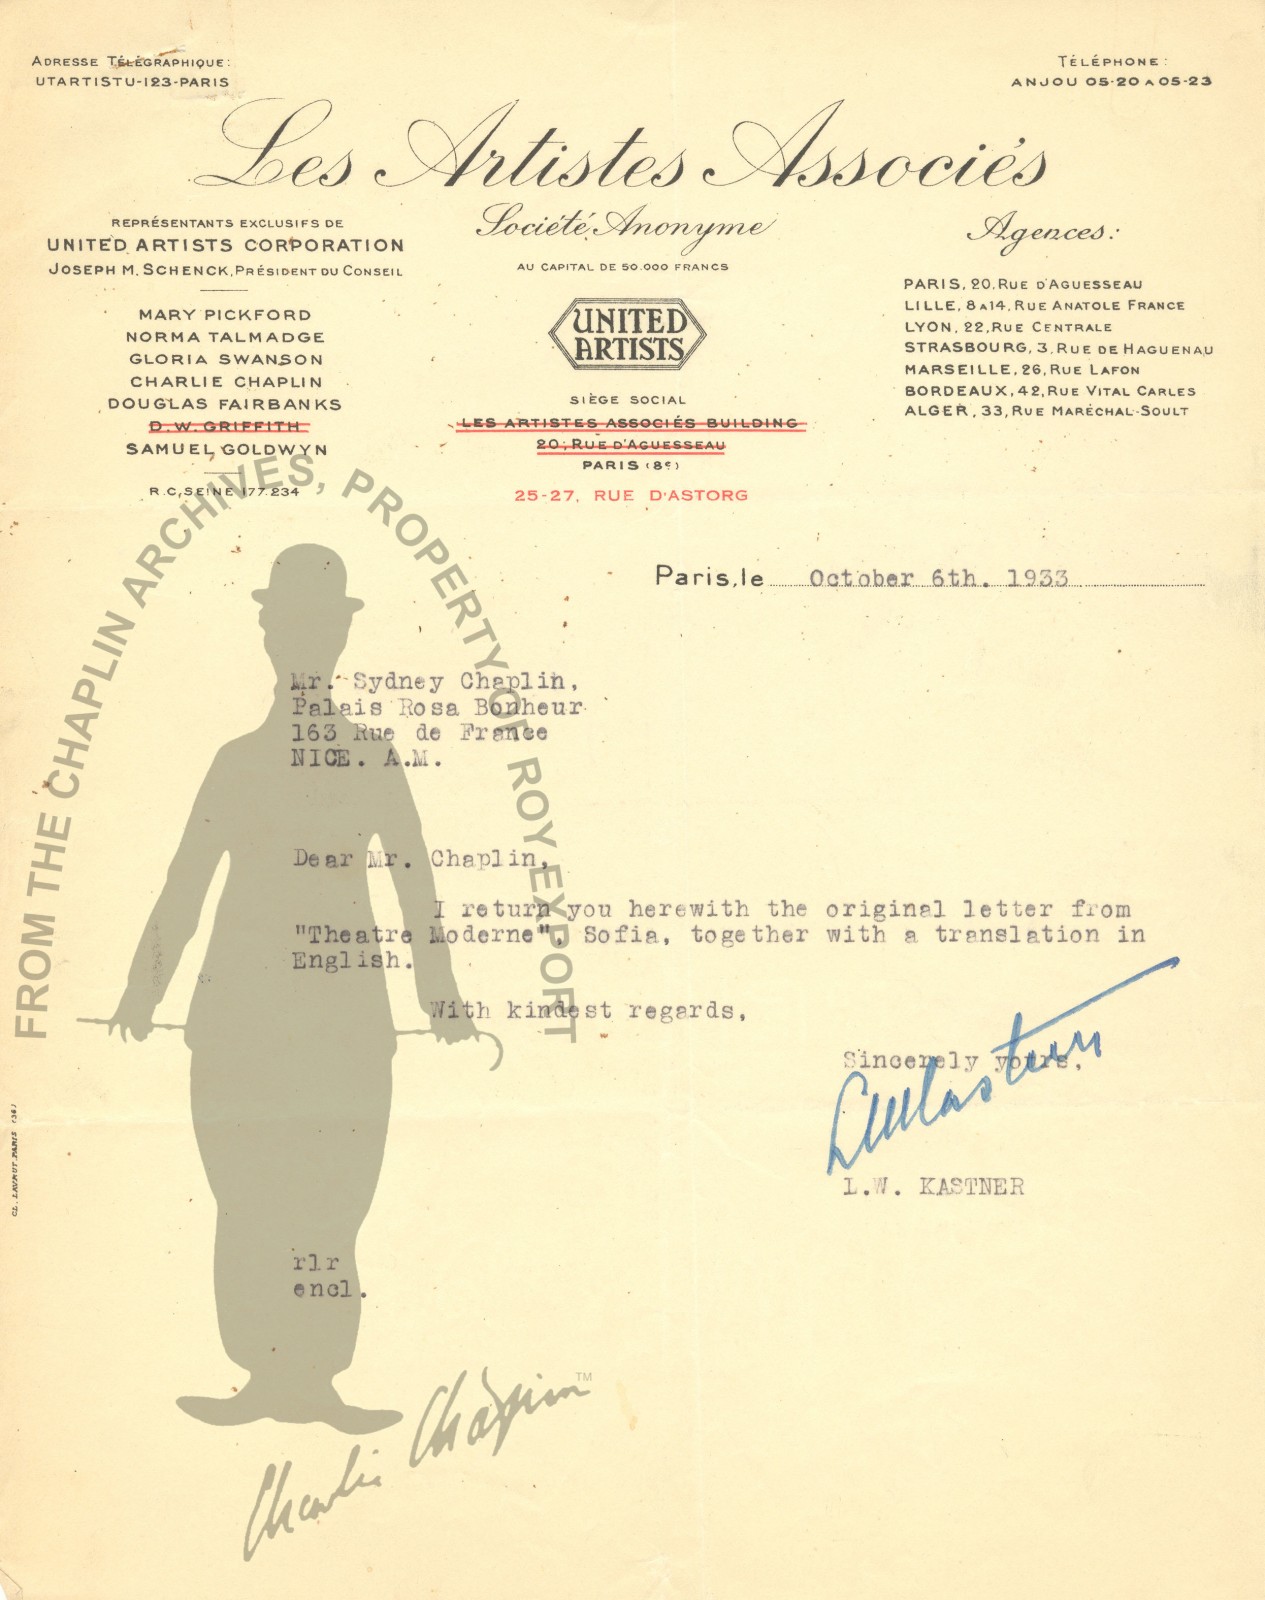 ADRESSE TÉLÉGRAPHIQUE:
UTARTISTU-123-PARIS
TÉLÉPHONE:
ANJOU 05-20 A 05-23
Les Artistes Associés
Société Anonyme
AU CAPITAL DE 50.000 FRANCS
REPRÉSENTANTS EXCLUSIFS DE
UNITED ARTISTS CORPORATION
JOSEPH M. SCHENCK, PRÉSIDENT DU CONSEIL
MARY PICKFORD
NORMA TALMADGE
GLORIA SWANSON
CHARLIE CHAPLIN
DOUGLAS FAIRBANKS
D.W. GRIFFITH
SAMUEL GOLDWYN
R.C. SEINE 177.234
UNITED
ARTISTS
SIÈGE SOCIAL
LES ARTISTES ASSOCIÉS BUILDING
20, RUE D'AGUESSEAU
PARIS (8e)
25-27, RUE D'ASTORG
Agences:
PARIS, 20, RUE D'AGUESSEAU
LILLE, 8 A 14, RUE ANATOLE FRANCE
LYON, 22, RUE CENTRALE
STRASBOURG, 3, RUE DE HAGUENAU
MARSEILLE, 26, RUE LAFON
BORDEAUX, 42, RUE VITAL CARLES
ALGER, 33, RUE MARÉCHAL-SOULT
Paris, le October 6th. 1933
Mr. Sydney Chaplin,
Palais Rosa Bonheur
163 Rue de France
NICE. A.M.
Dear Mr. Chaplin,
I return you herewith the original letter from
"Theatre Moderne", Sofia, together with a translation in
English.
With kindest regards,
Sincerely yours,
LWKastner
L.W. KASTNER
rlr
encl.
CL. LAVRUT. PARIS (36)
FROM THE CHAPLIN ARCHIVES, PROPERTY OF ROY EXPORT
Charlie Chaplin TM